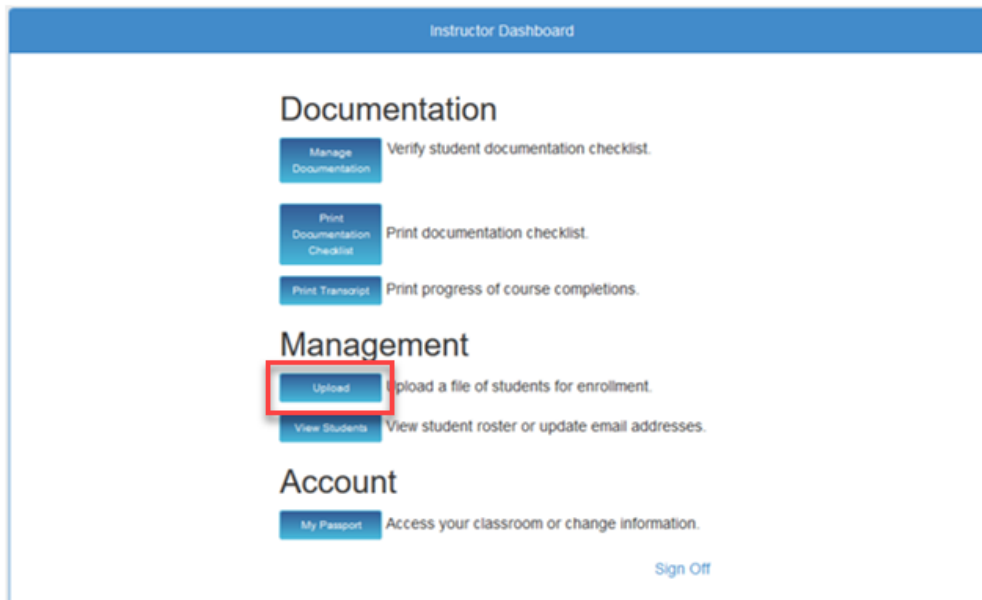 Instructor Dashboard
Documentation
Manage
Documentation
Verify student documentation checklist.
Print
Documentation
Checklist
Print documentation checklist.
Print Transcript
Print progress of course completions.
Management
Upload
Upload a file of students for enrollment.
View Students
View student roster or update email addresses.
Account
My Passport
Access your classroom or change information.
Sign Off